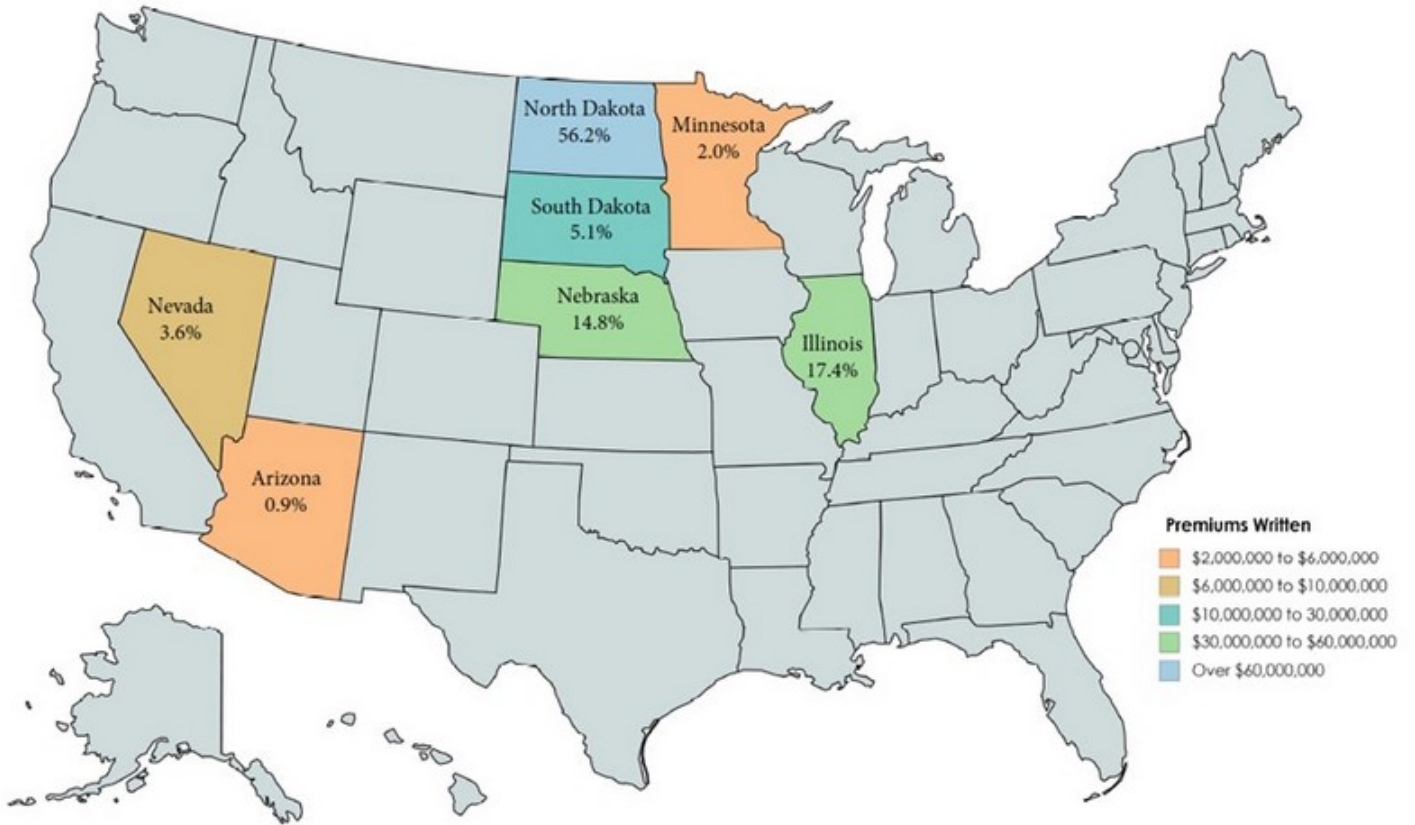 North Dakota
56.2%
Minnesota
2.0%
South Dakota
5.1%
Nebraska
14.8%
Nevada
3.6%
Illinois
17.4%
Arizona
0.9%
Premiums Written
$2,000,000 to $6,000,000
$6,000,000 to $10,000,000
$10,000,000 to 30,000,000
$30,000,000 to $60,000,000
Over $60,000,000